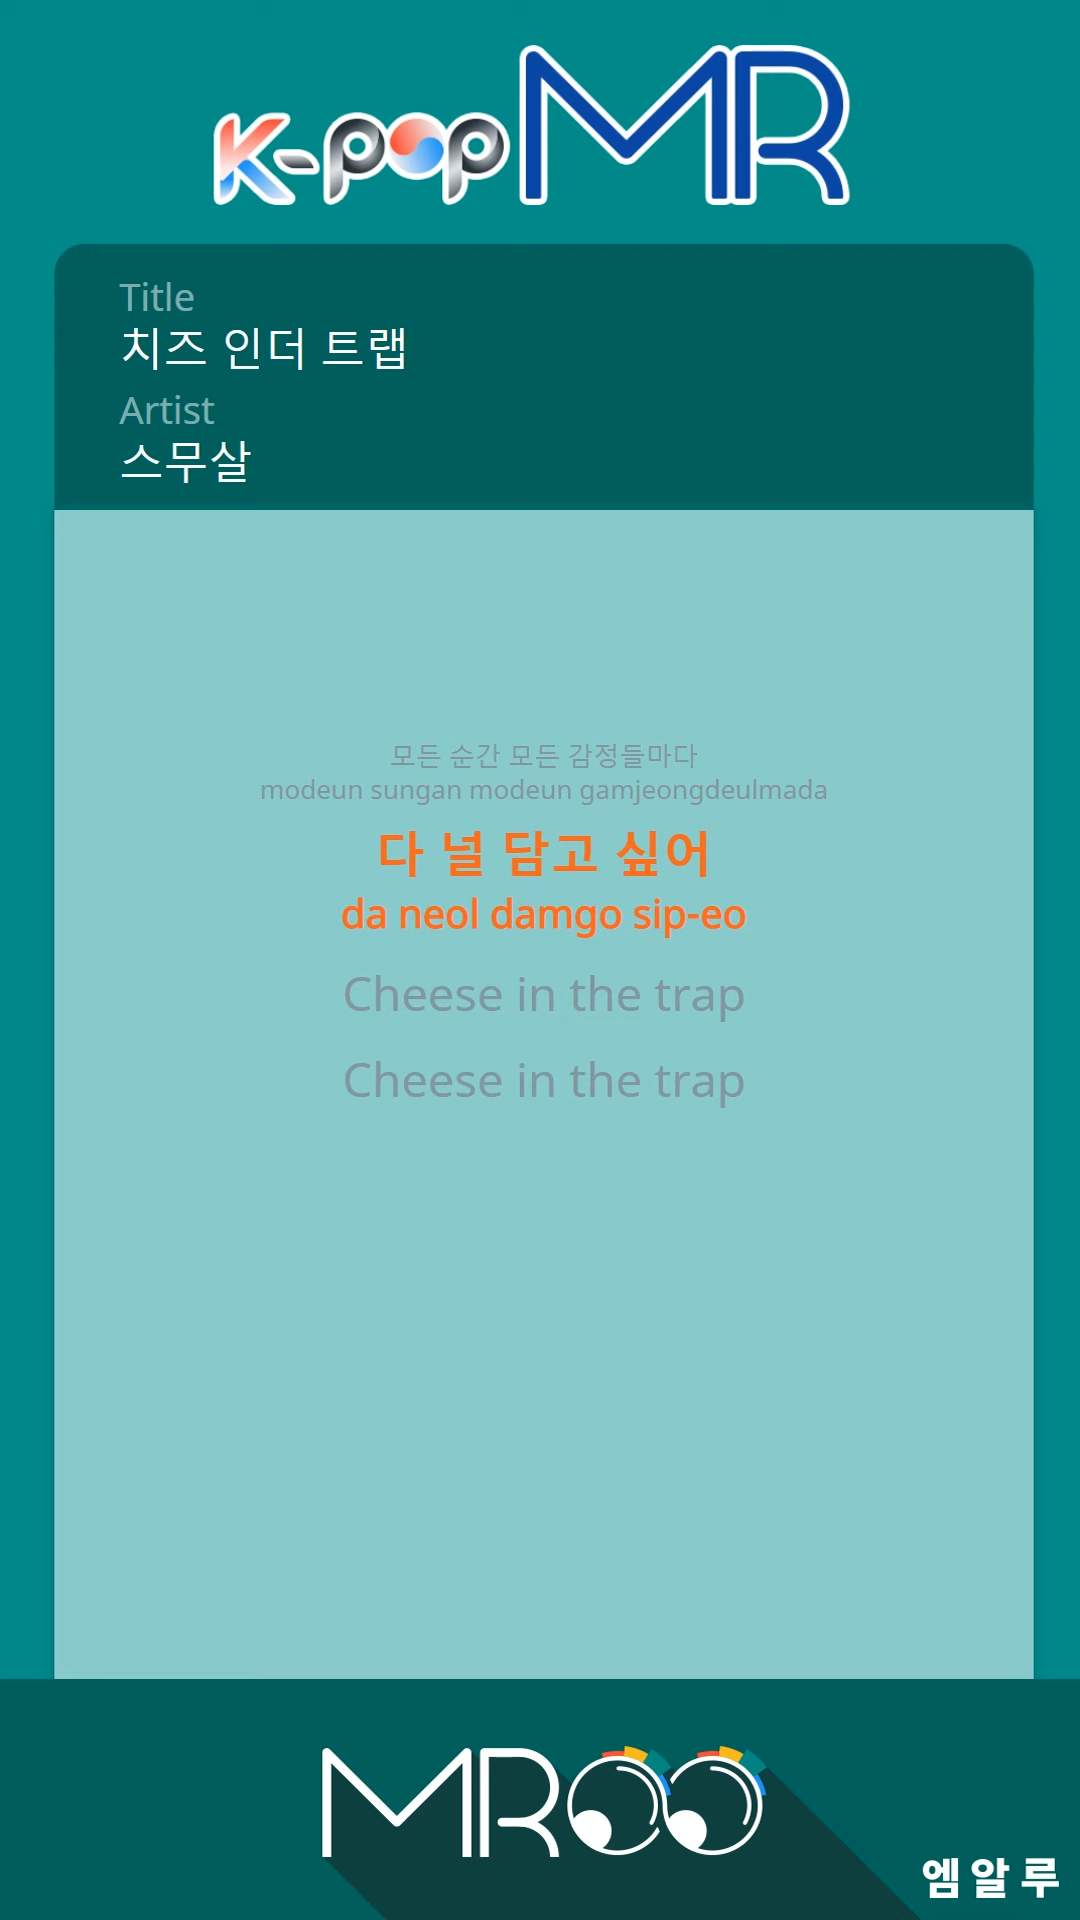 K-pop MR
Title
치즈 인더 트랩
Artist
스무살
모든 순간 모든 감정들마다
modeun sungan modeun gamjeongdeulmada
다 널 담고 싶어
da neol damgo sip-eo
Cheese in the trap
Cheese in the trap
MROO
엠알루